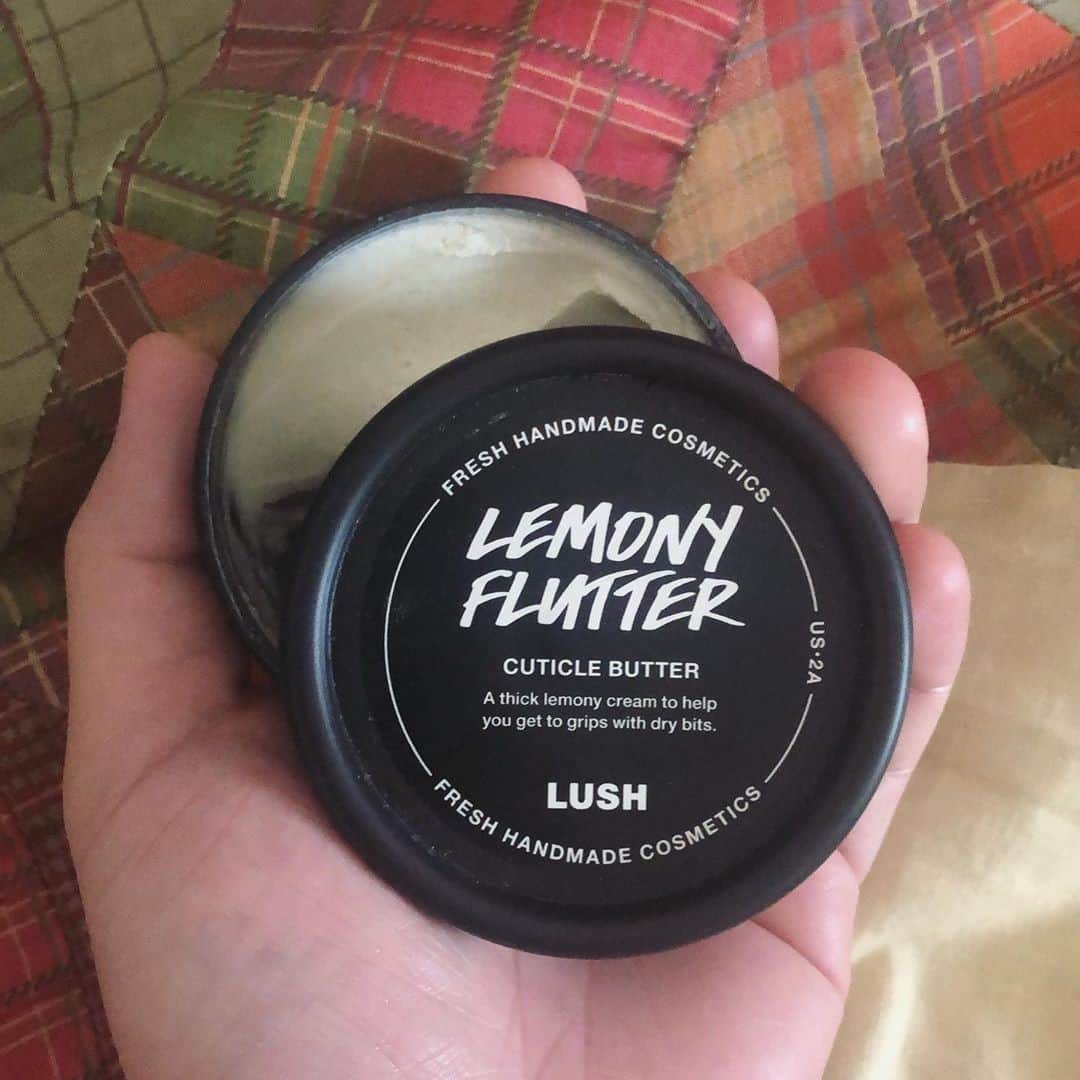 FRESH HANDMADE COSMETICS
LEMONY
FLUTTER
CUTICLE BUTTER
A thick lemony cream to help
you get to grips with dry bits.
LUSH
US·2A
FRESH HANDMADE COSMETICS